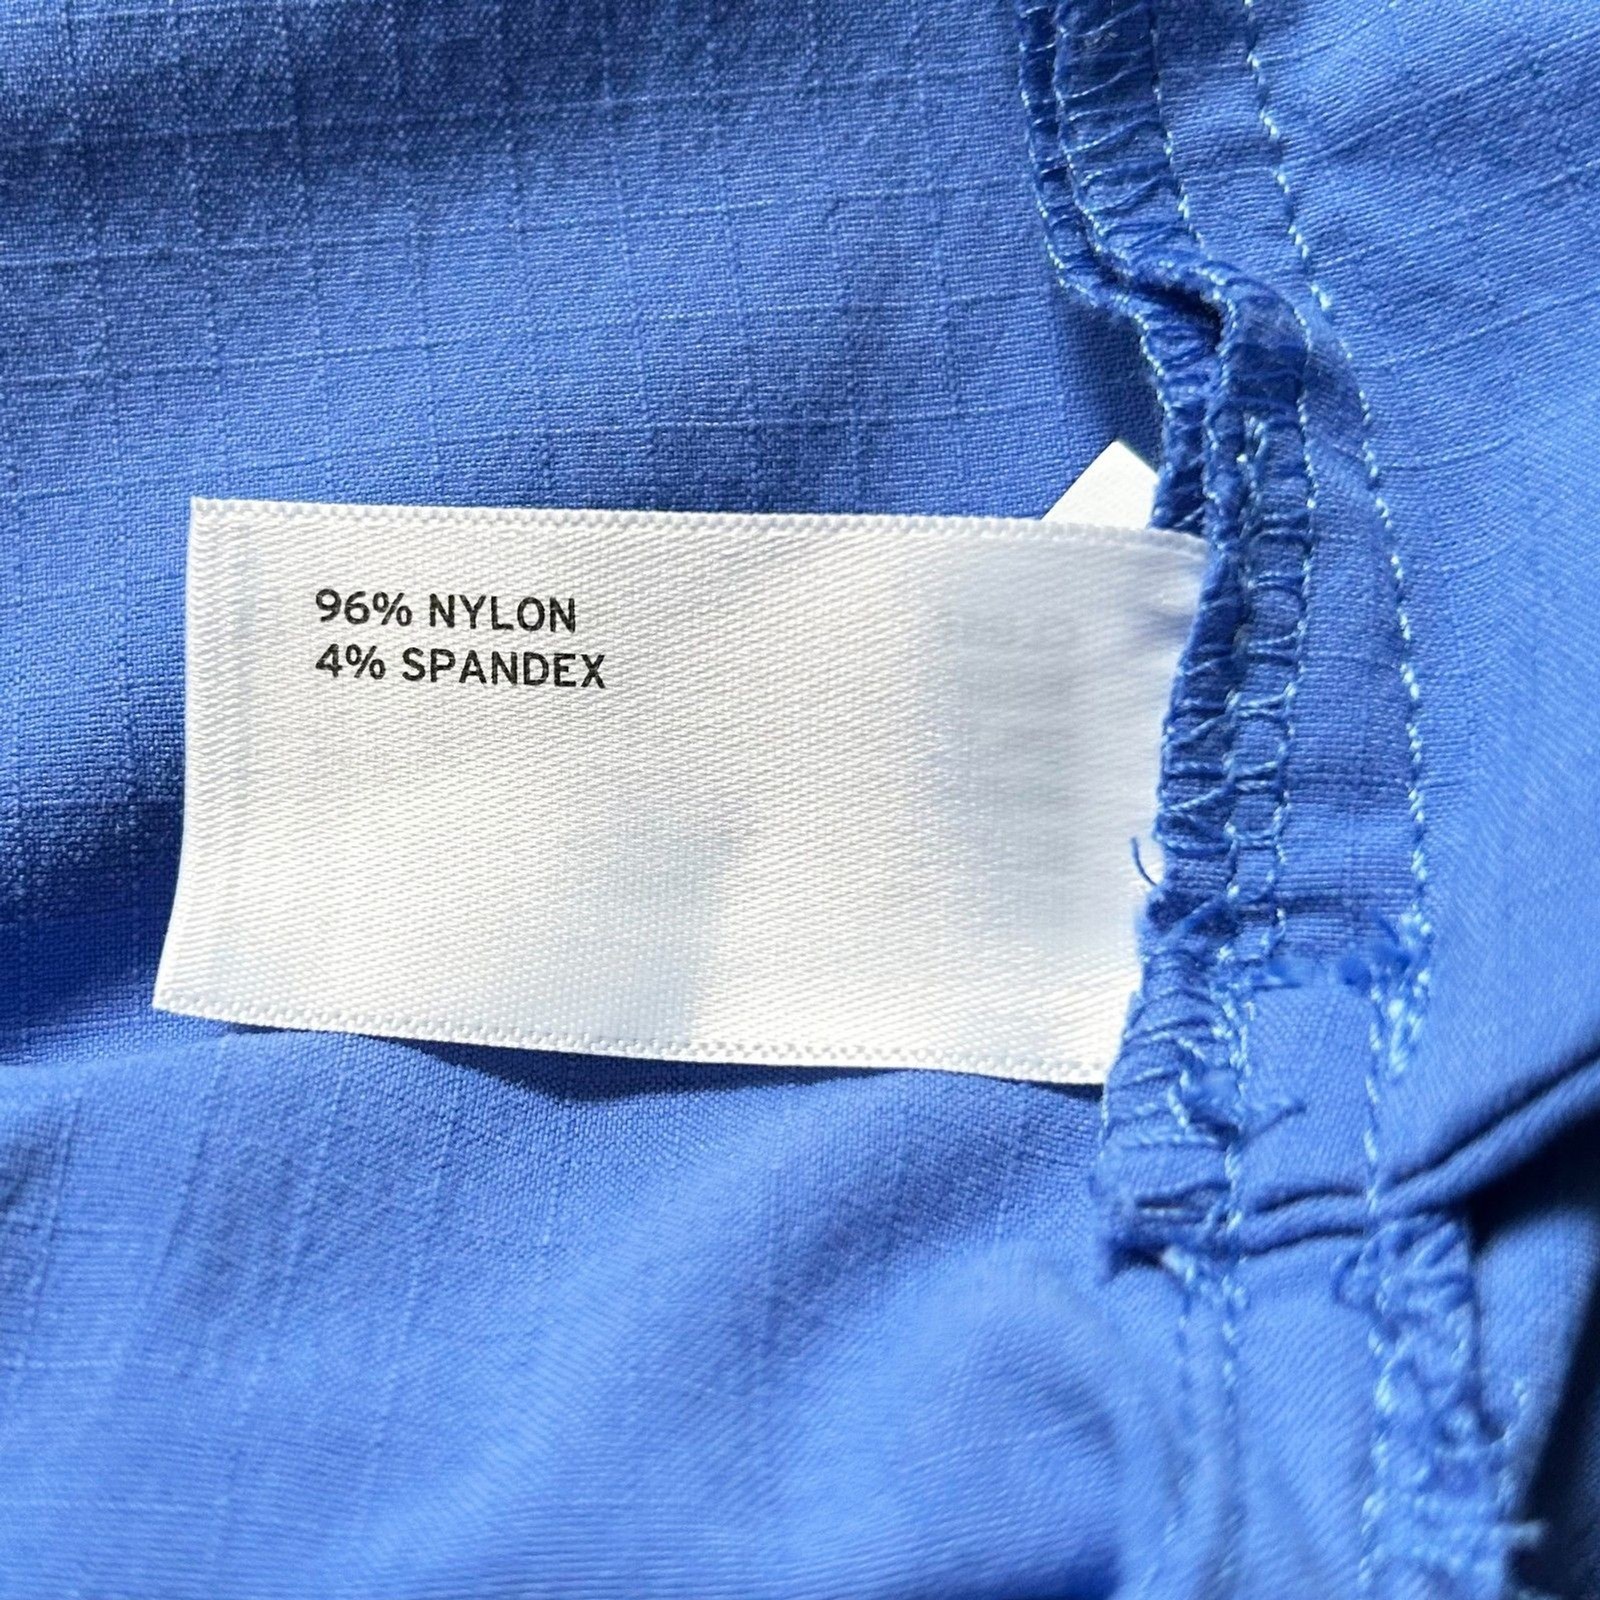 96% NYLON
4% SPANDEX